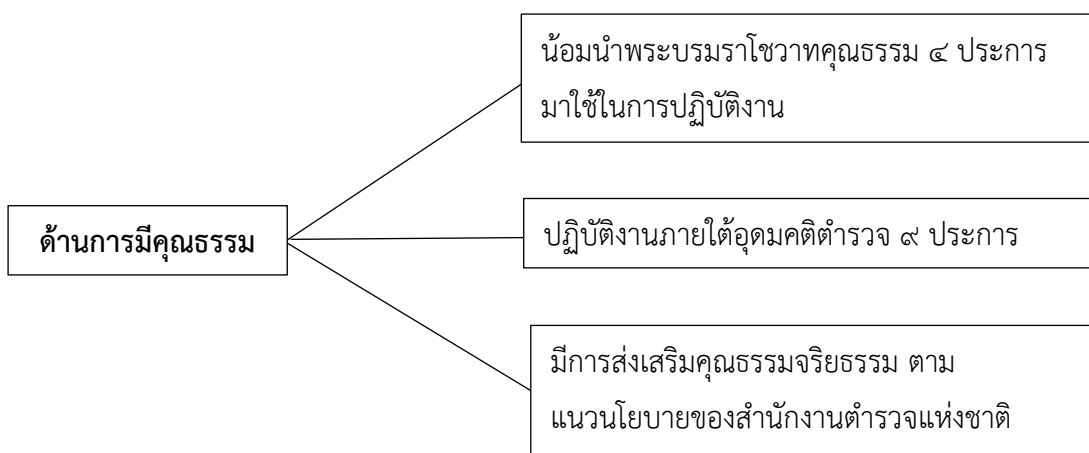 น้อมนำพระบรมราโชวาทคุณธรรม ๔ ประการ
มาใช้ในการปฏิบัติงาน
ด้านการมีคุณธรรม
ปฏิบัติงานภายใต้อุดมคติตำรวจ ๙ ประการ
มีการส่งเสริมคุณธรรมจริยธรรม ตาม
แนวนโยบายของสำนักงานตำรวจแห่งชาติ